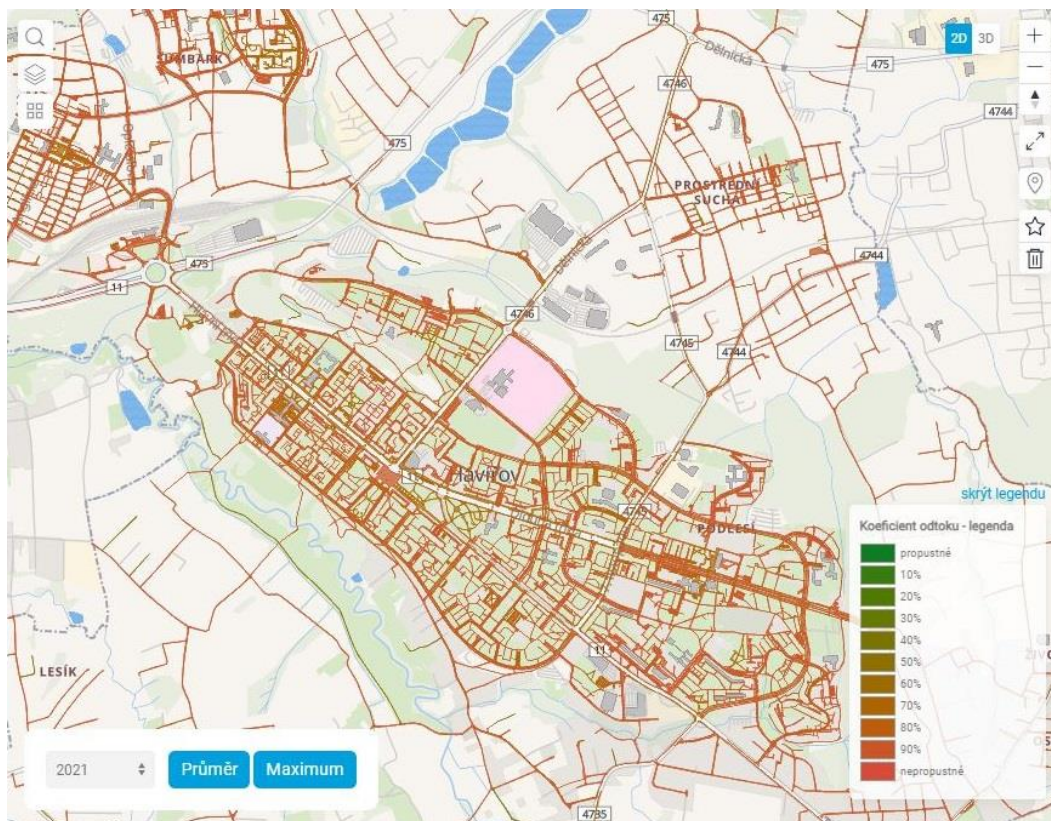 475
2D 3D
Dělnická
475
ŠUMBARK
4746
4744
475
PROSTŘEDNÍ
SUCHÁ
Dělnická
475
4744
11
4746
4745
4744
Havířov
4745
PODLESÍ
skrýt legendu
Koeficient odtoku - legenda
propustné
10%
20%
30%
40%
50%
60%
70%
80%
90%
nepropustné
11
LESÍK
2021
Průměr
Maximum
4735